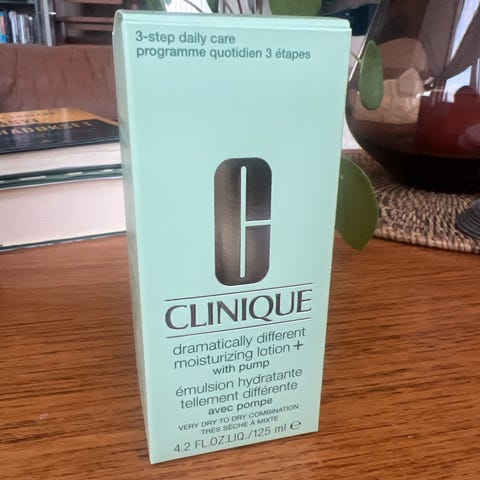 3-step daily care
programme quotidien 3 étapes
CLINIQUE
dramatically different
moisturizing lotion +
with pump
émulsion hydratante
tellement différente
avec pompe
VERY DRY TO DRY COMBINATION
TRÈS SÈCHE À MIXTE
4.2 FL.OZ.LIQ./125 ml ℮